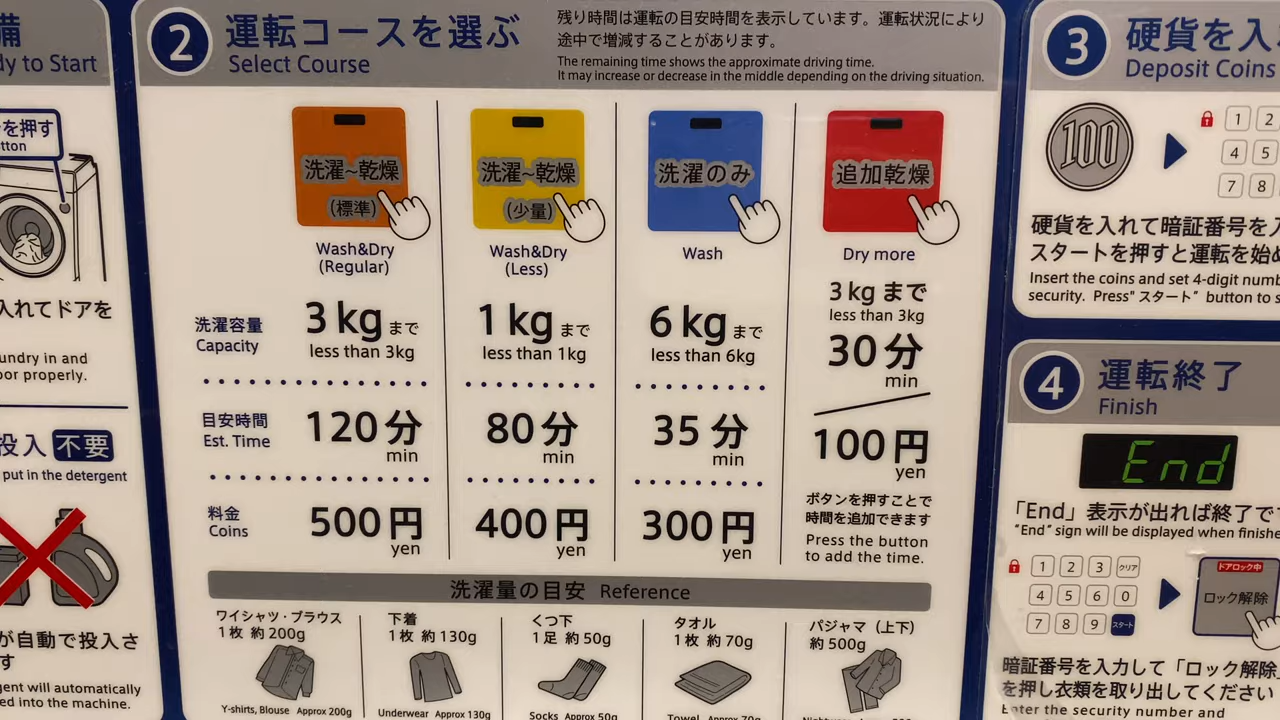 備
dy to Start
を押す
tton
入れてドアを
undry in and
oor properly.
投入 不要
put in the detergent
が自動で投入さ
す
gent will automatically
ed into the machine.
2 運転コースを選ぶ
Select Course
残り時間は運転の目安時間を表示しています。運転状況により
途中で増減することがあります。
The remaining time shows the approximate driving time.
It may increase or decrease in the middle depending on the driving situation.
洗濯~乾燥
(標準)
Wash&Dry
(Regular)
洗濯~乾燥
(少量)
Wash&Dry
(Less)
洗濯のみ
Wash
追加乾燥
Dry more
洗濯容量
Capacity
3kgまで
less than 3kg
1kgまで
less than 1kg
6kgまで
less than 6kg
3kgまで
less than 3kg
30分
min
目安時間
Est. Time
120分
min
80分
min
35分
min
100円
yen
料金
Coins
500円
yen
400円
yen
300円
yen
ボタンを押すことで
時間を追加できます
Press the button
to add the time.
洗濯量の目安 Reference
ワイシャツ・ブラウス
1枚 約200g
Y-shirts, Blouse Approx 200g
下着
1枚 約130g
Underwear Approx 130g
くつ下
1足 約50g
Socks Approx 50g
タオル
1枚 約70g
Towel Approx 70g
パジャマ（上下）
約500g
3 硬貨を入
Deposit Coins
100
1 2
4 5
7 8
硬貨を入れて暗証番号を入
スタートを押すと運転を始め
Insert the coins and set 4-digit numb
security. Press"スタート" button to s
4 運転終了
Finish
End
「End」表示が出れば終了で
"End" sign will be displayed when finishe
1 2 3 クリア
4 5 6 0
7 8 9 スタート
ドアロック中
ロック解除
暗証番号を入力して「ロック解除
を押し衣類を取り出してください
Enter the security number and